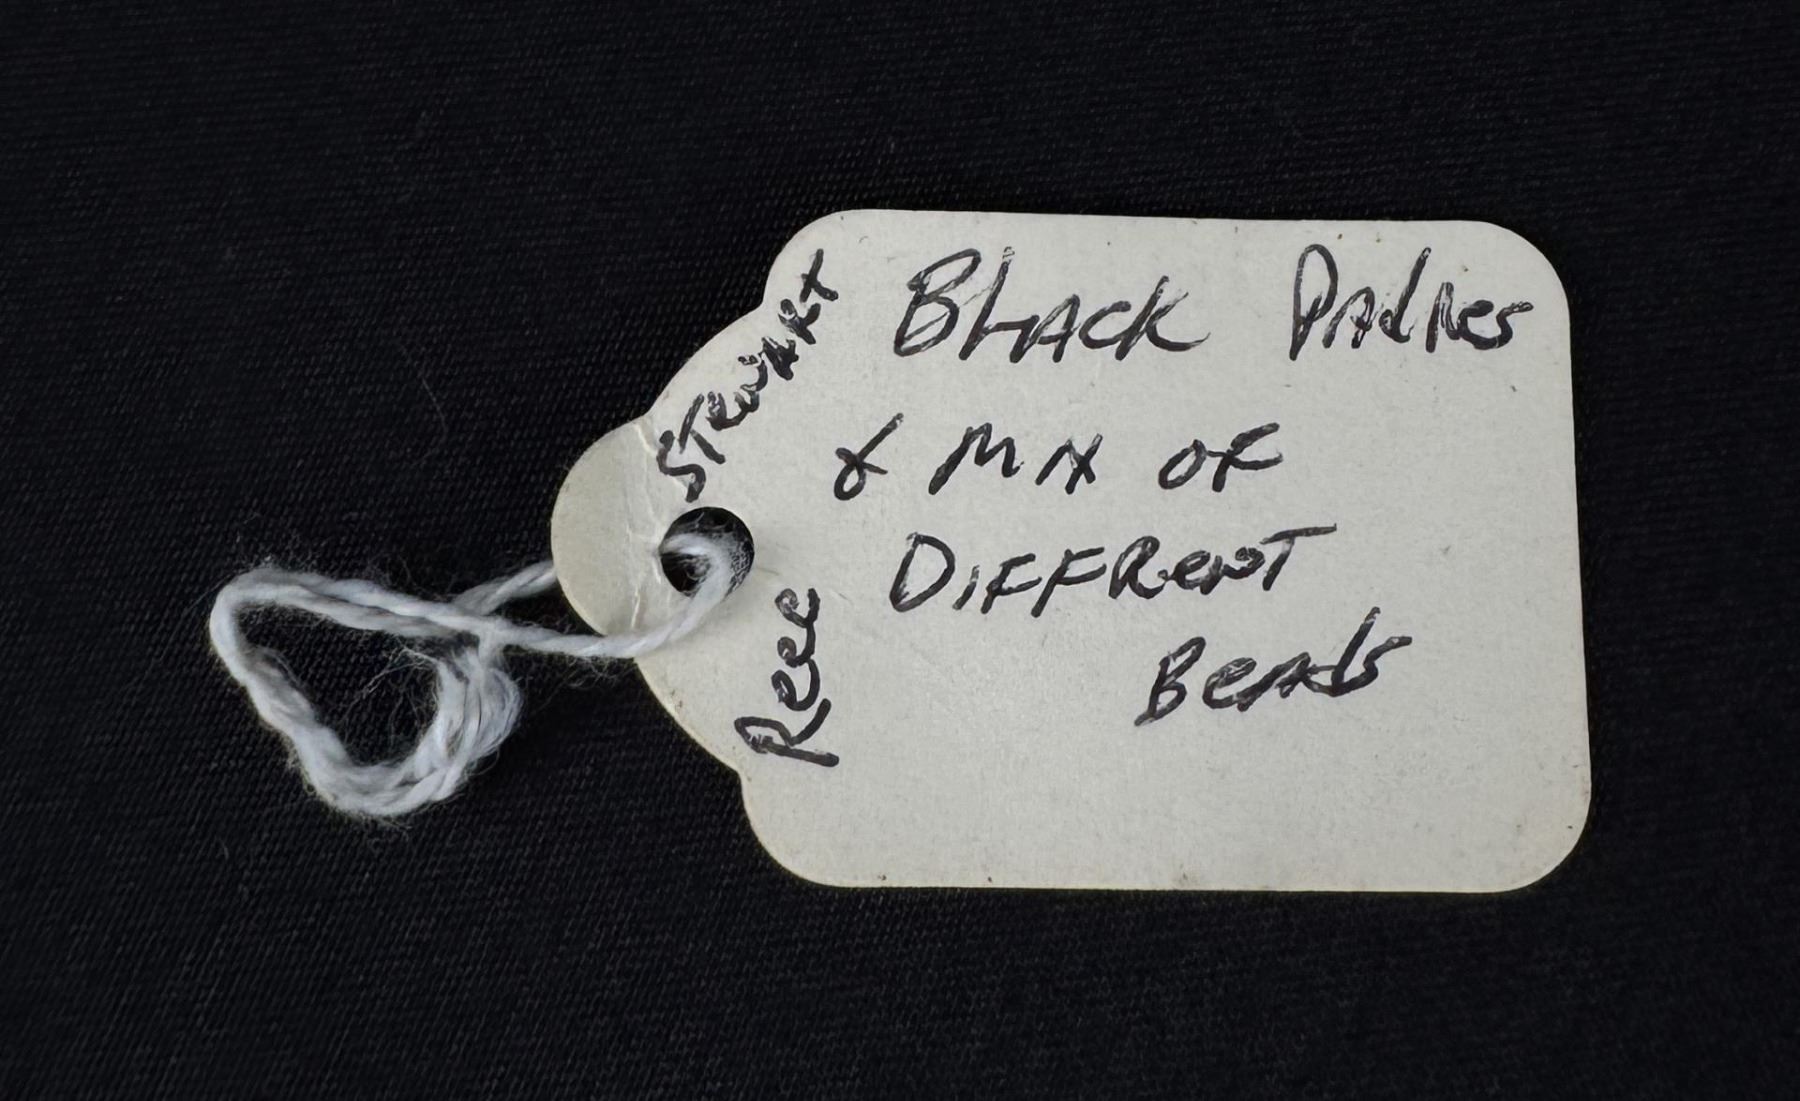 STEWART
Reee
BLACK PADRES
& MIX OF
DIFFRENT
Beads